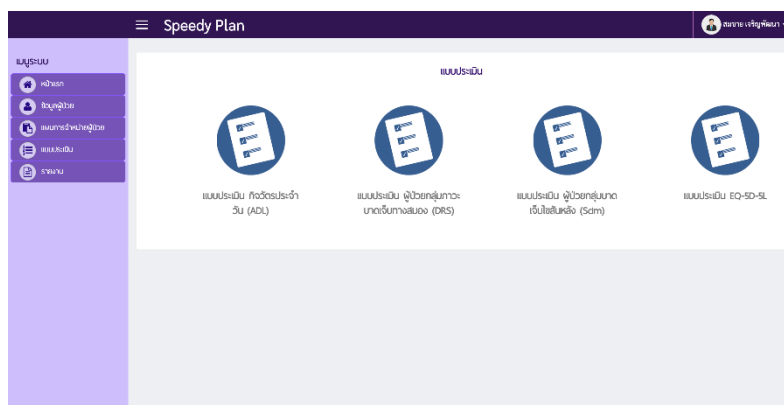 Speedy Plan
สมชาย เจริญพัฒนา
เมนูระบบ
หน้าแรก
ข้อมูลผู้ป่วย
แผนการจำหน่ายผู้ป่วย
แบบประเมิน
รายงาน
แบบประเมิน
แบบประเมิน กิจวัตรประจำ
วัน (ADL)
แบบประเมิน ผู้ป่วยกลุ่มภาวะ
บาดเจ็บทางสมอง (DRS)
แบบประเมิน ผู้ป่วยกลุ่มบาด
เจ็บไขสันหลัง (Scim)
แบบประเมิน EQ-5D-5L